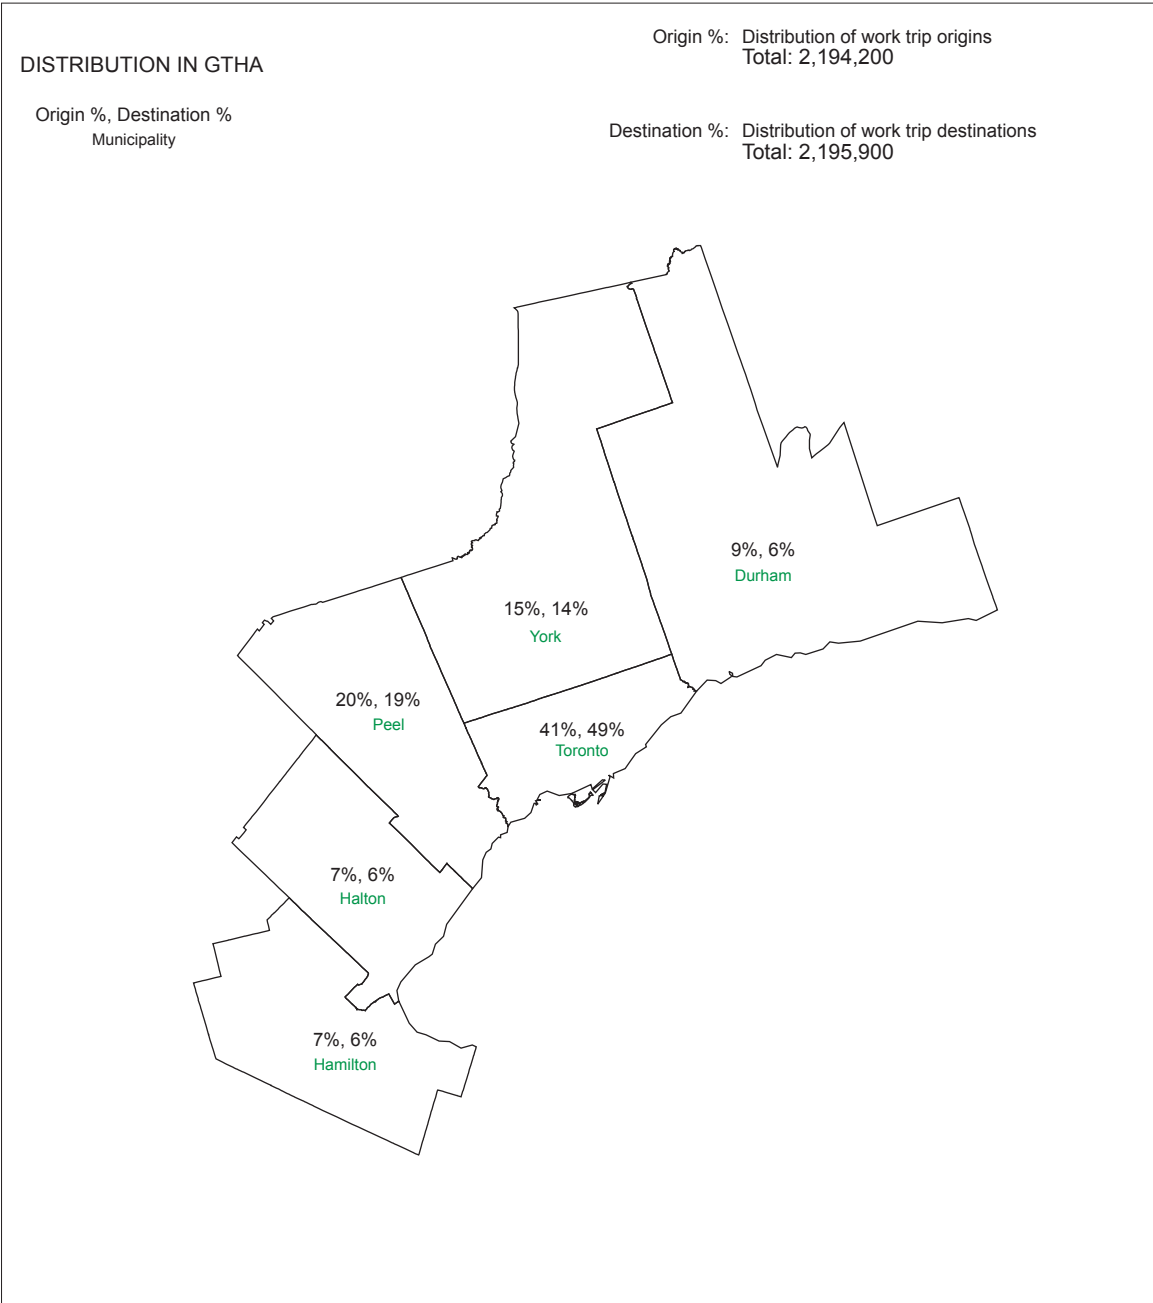 DISTRIBUTION IN GTHA
Origin %, Destination %
Municipality
Origin %: Distribution of work trip origins
Total: 2,194,200
Destination %: Distribution of work trip destinations
Total: 2,195,900
9%, 6%
Durham
15%, 14%
York
20%, 19%
Peel
41%, 49%
Toronto
7%, 6%
Halton
7%, 6%
Hamilton